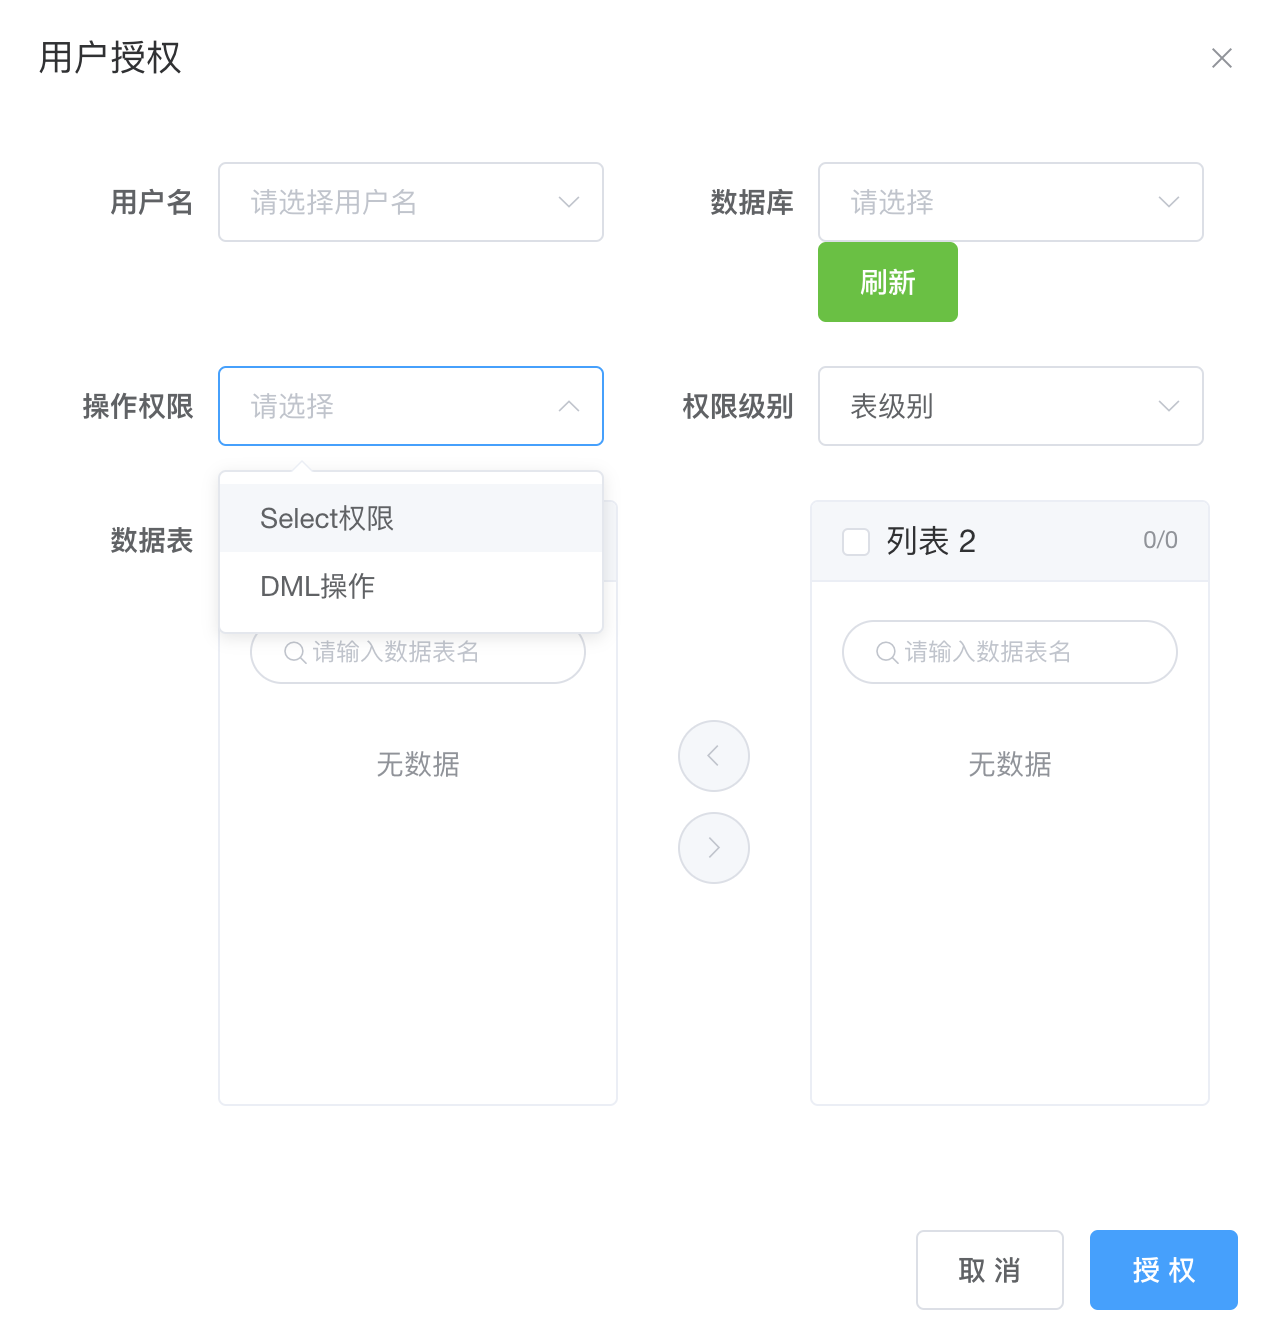 用户授权
用户名
请选择用户名
数据库
请选择
刷新
操作权限
请选择
权限级别
表级别
Select权限
DML操作
数据表
请输入数据表名
无数据
列表 2
0/0
请输入数据表名
无数据
取 消
授 权